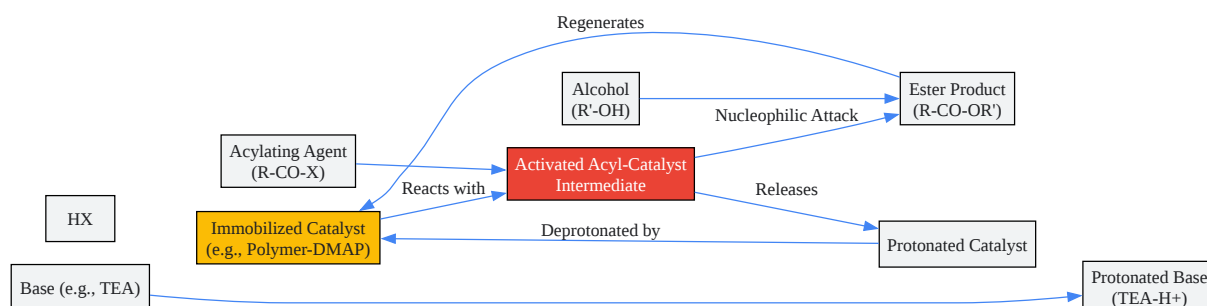 Regenerates
Alcohol
(R'-OH)
Ester Product
(R-CO-OR')
Nucleophilic Attack
Acylating Agent
(R-CO-X)
Activated Acyl-Catalyst
Intermediate
Reacts with
Releases
HX
Immobilized Catalyst
(e.g., Polymer-DMAP)
Deprotonated by
Protonated Catalyst
Base (e.g., TEA)
Protonated Base
(TEA-H+)